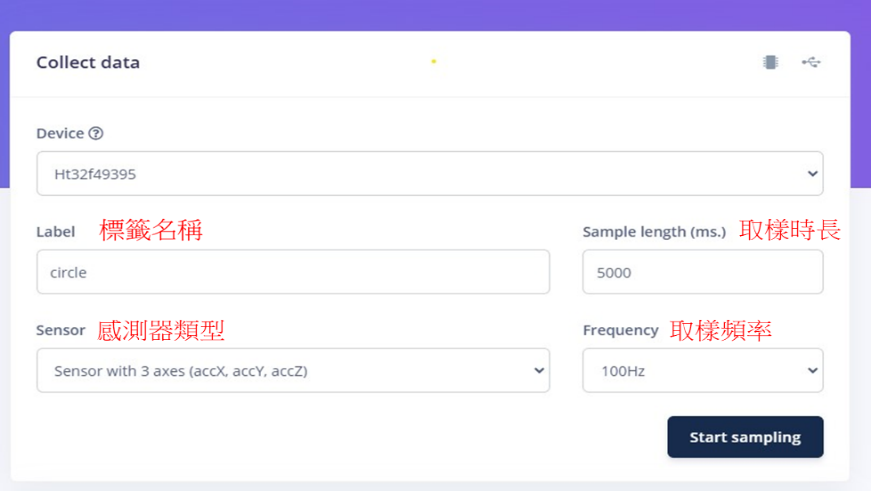 Collect data
Device ?
Ht32f49395
Label 標籤名稱
Sample length (ms.) 取樣時長
circle
5000
Sensor 感測器類型
Frequency 取樣頻率
Sensor with 3 axes (accX, accY, accZ)
100Hz
Start sampling